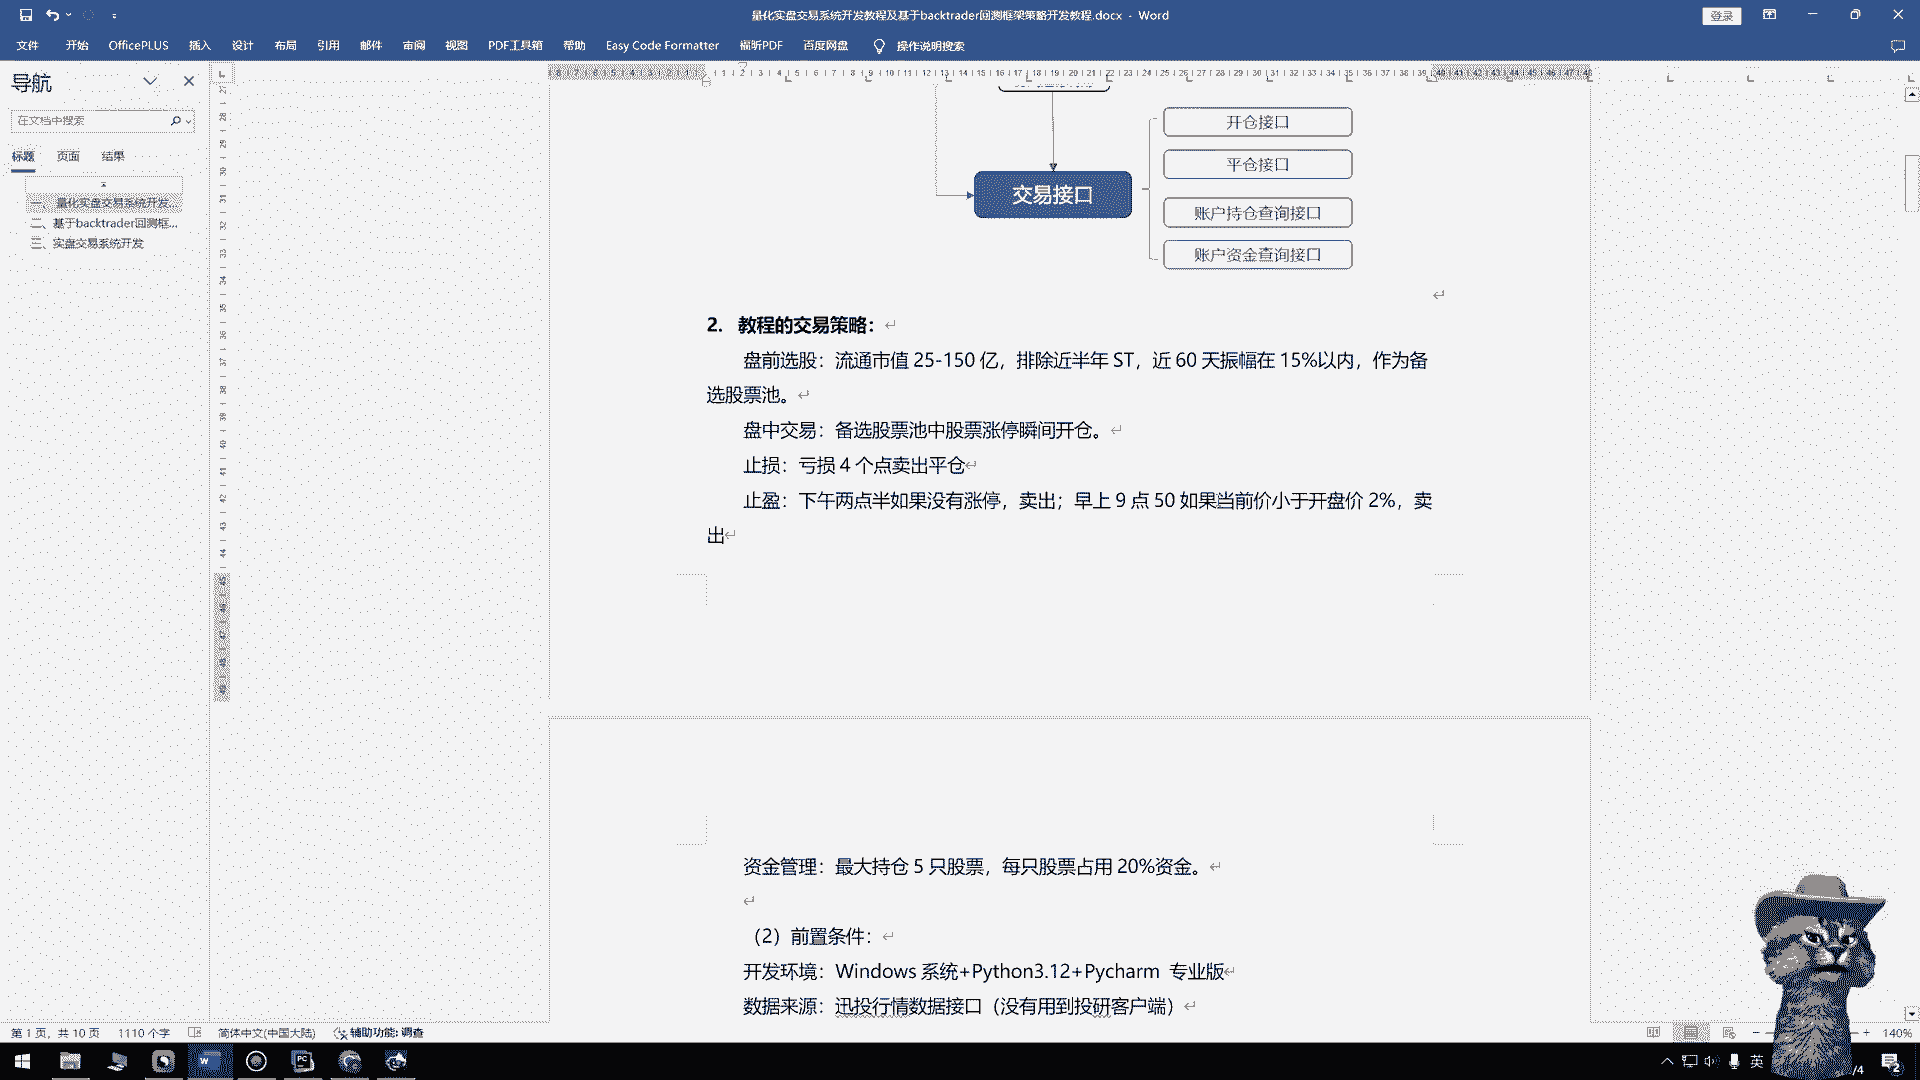 量化实盘交易系统开发教程及基于backtrader回测框架策略开发教程.docx - Word
登录
文件 开始 OfficePLUS 插入 设计 布局 引用 邮件 审阅 视图 PDF工具箱 帮助 Easy Code Formatter 福昕PDF 百度网盘 操作说明搜索
导航
在文档中搜索
标题 页面 结果
一、量化实盘交易系统开发...
二、基于backtrader回测框...
三、实盘交易系统开发
开仓接口
平仓接口
交易接口
账户持仓查询接口
账户资金查询接口
2. 教程的交易策略：
盘前选股：流通市值 25-150 亿，排除近半年 ST，近 60 天振幅在 15%以内，作为备
选股票池。
盘中交易：备选股票池中股票涨停瞬间开仓。
止损：亏损 4 个点卖出平仓
止盈：下午两点半如果没有涨停，卖出；早上 9 点 50 如果当前价小于开盘价 2%，卖
出
资金管理：最大持仓 5 只股票，每只股票占用 20%资金。
（2）前置条件：
开发环境：Windows 系统+Python3.12+Pycharm 专业版
数据来源：迅投行情数据接口（没有用到投研客户端）
第 1 页，共 10 页 1110 个字 简体中文(中国大陆) 辅助功能: 调查
140%
英
/4
2